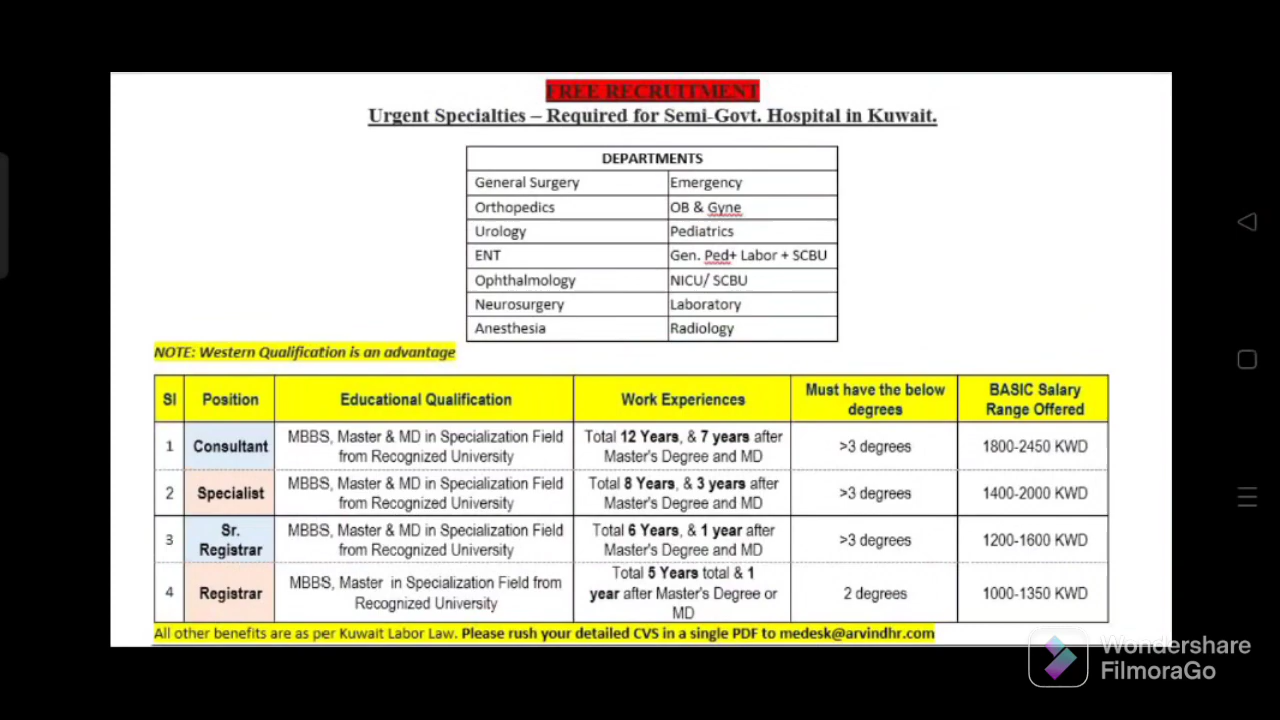 FREE RECRUITMENT
Urgent Specialties – Required for Semi-Govt. Hospital in Kuwait.
DEPARTMENTS
General Surgery Emergency
Orthopedics OB & Gyne
Urology Pediatrics
ENT Gen. Ped+ Labor + SCBU
Ophthalmology NICU/ SCBU
Neurosurgery Laboratory
Anesthesia Radiology
NOTE: Western Qualification is an advantage
Sl Position Educational Qualification Work Experiences Must have the below degrees BASIC Salary Range Offered
1 Consultant MBBS, Master & MD in Specialization Field from Recognized University Total 12 Years, & 7 years after Master's Degree and MD >3 degrees 1800-2450 KWD
2 Specialist MBBS, Master & MD in Specialization Field from Recognized University Total 8 Years, & 3 years after Master's Degree and MD >3 degrees 1400-2000 KWD
3 Sr. Registrar MBBS, Master & MD in Specialization Field from Recognized University Total 6 Years, & 1 year after Master's Degree and MD >3 degrees 1200-1600 KWD
4 Registrar MBBS, Master in Specialization Field from Recognized University Total 5 Years total & 1 year after Master's Degree or MD 2 degrees 1000-1350 KWD
All other benefits are as per Kuwait Labor Law. Please rush your detailed CVS in a single PDF to medesk@arvindhr.com
Wondershare
FilmoraGo